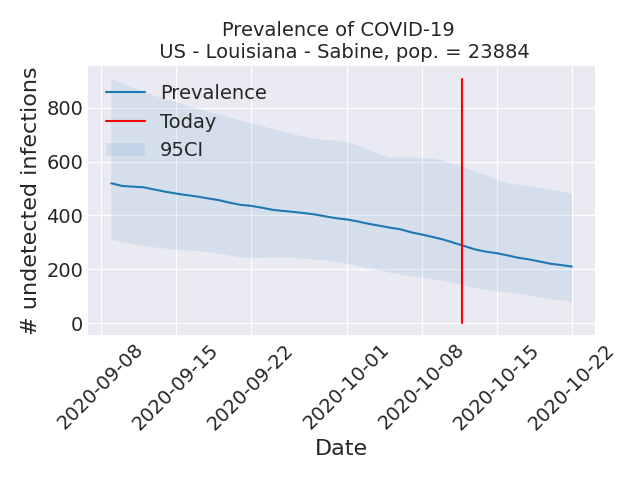 Prevalence of COVID-19
US - Louisiana - Sabine, pop. = 23884
# undetected infections
800
600
400
200
0
Prevalence
Today
95CI
2020-09-08
2020-09-15
2020-09-22
2020-10-01
2020-10-08
2020-10-15
2020-10-22
Date